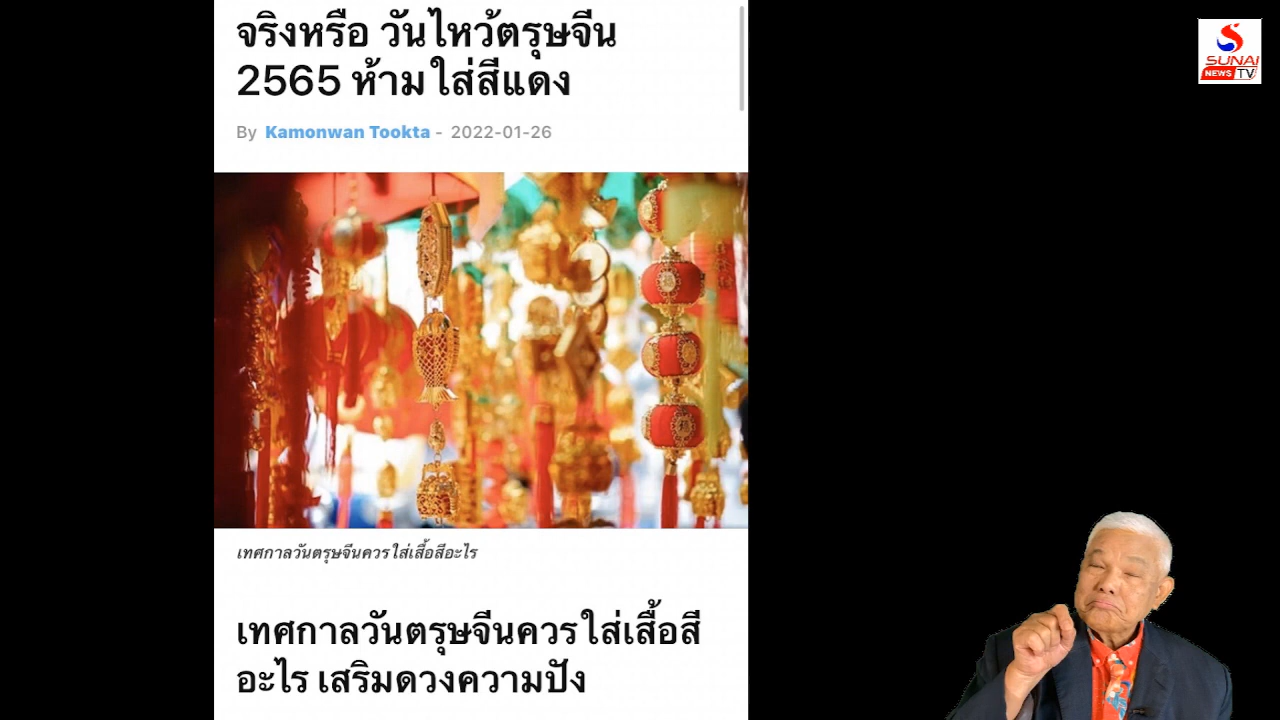 จริงหรือ วันไหว้ตรุษจีน
2565 ห้ามใส่สีแดง
By Kamonwan Tookta - 2022-01-26
เทศกาลวันตรุษจีนควรใส่เสื้อสีอะไร
เทศกาลวันตรุษจีนควรใส่เสื้อสี
อะไร เสริมดวงความปัง
SUNAI
NEWS TV